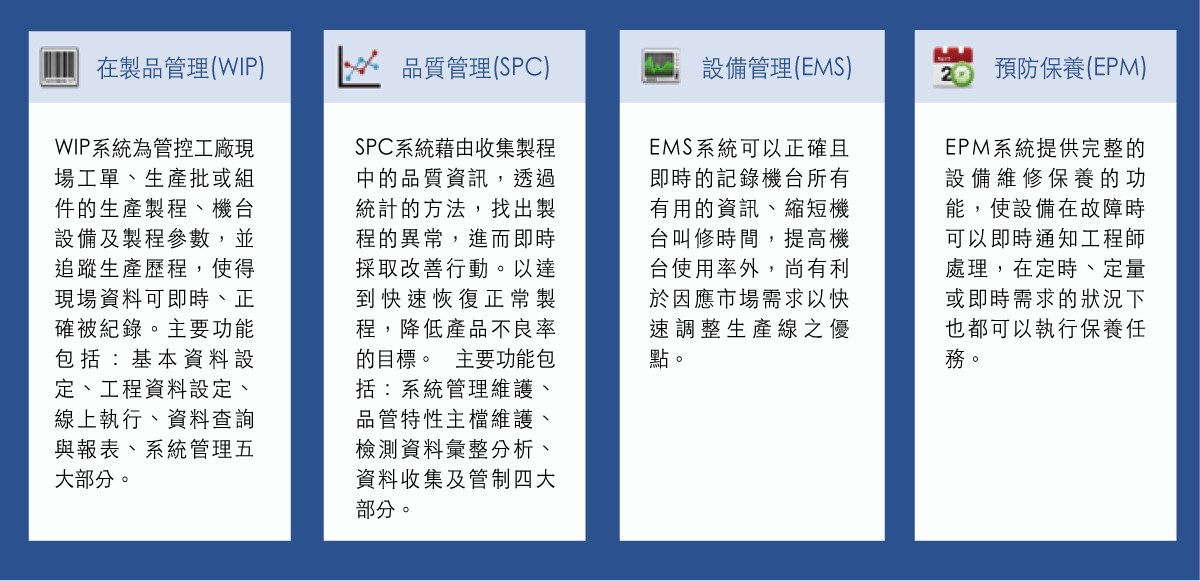 在製品管理(WIP)
WIP系統為管控工廠現
場工單、生產批或組
件的生產製程、機台
設備及製程參數，並
追蹤生產歷程，使得
現場資料可即時、正
確被紀錄。主要功能
包括：基本資料設
定、工程資料設定、
線上執行、資料查詢
與報表、系統管理五
大部分。
品質管理(SPC)
SPC系統藉由收集製程
中的品質資訊，透過
統計的方法，找出製
程的異常，進而即時
採取改善行動。以達
到快速恢復正常製
程，降低產品不良率
的目標。　主要功能包
括：系統管理維護、
品管特性主檔維護、
檢測資料彙整分析、
資料收集及管制四大
部分。
設備管理(EMS)
EMS系統可以正確且
即時的記錄機台所有
有用的資訊、縮短機
台叫修時間，提高機
台使用率外，尚有利
於因應市場需求以快
速調整生產線之優
點。
2
預防保養(EPM)
EPM系統提供完整的
設備維修保養的功
能，使設備在故障時
可以即時通知工程師
處理，在定時、定量
或即時需求的狀況下
也都可以執行保養任
務。